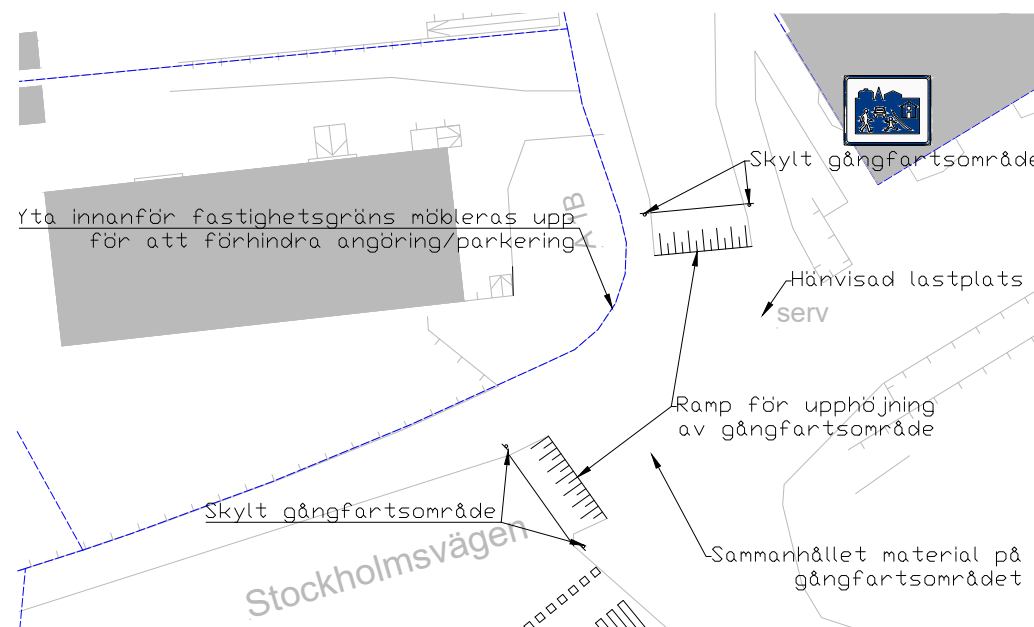 Skylt gångfartsområde
Yta innanför fastighetsgräns möbleras upp
för att förhindra angöring/parkering
Hänvisad lastplats
serv
Ramp för upphöjning
av gångfartsområde
Skylt gångfartsområde
Stockholmsvägen
Sammanhållet material på
gångfartsområdet